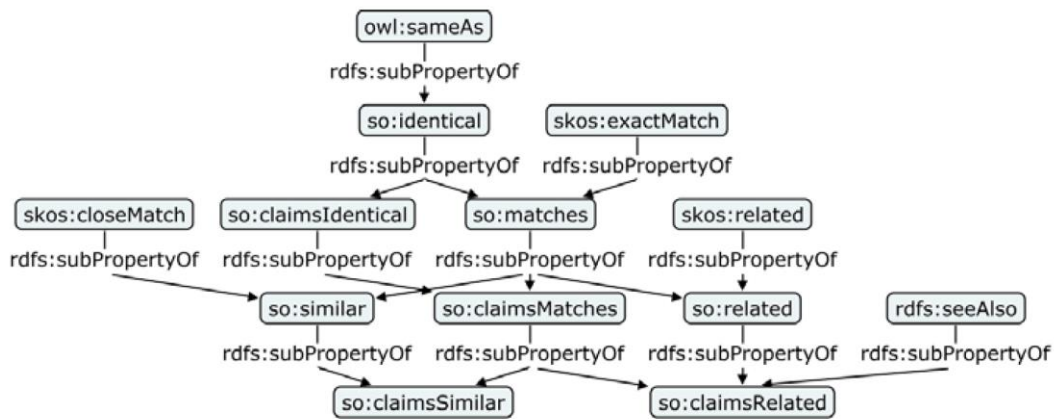 owl:sameAs
rdfs:subPropertyOf
so:identical skos:exactMatch
rdfs:subPropertyOf rdfs:subPropertyOf
skos:closeMatch so:claimsIdentical so:matches skos:related
rdfs:subPropertyOf rdfs:subPropertyOf rdfs:subPropertyOf rdfs:subPropertyOf
so:similar so:claimsMatches so:related rdfs:seeAlso
rdfs:subPropertyOf rdfs:subPropertyOf rdfs:subPropertyOf rdfs:subPropertyOf
so:claimsSimilar so:claimsRelated